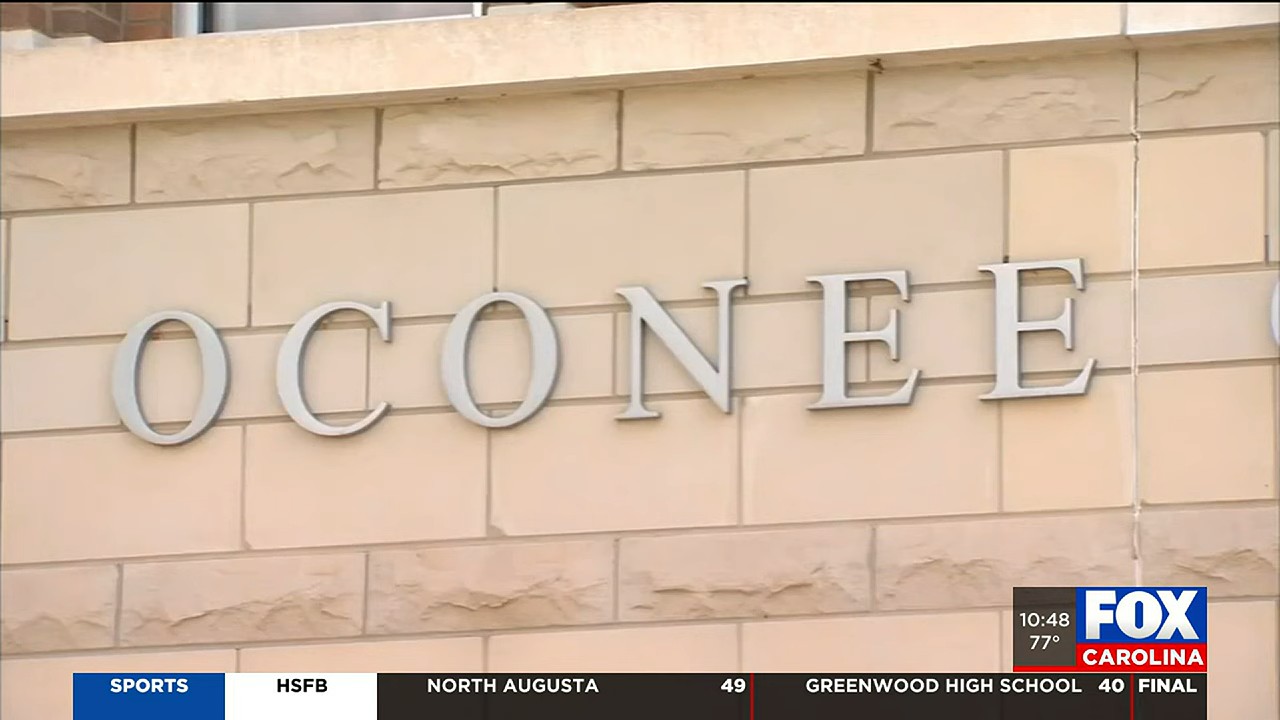 OCONEE
10:48
77°
FOX
CAROLINA
SPORTS HSFB NORTH AUGUSTA 49 GREENWOOD HIGH SCHOOL 40 FINAL